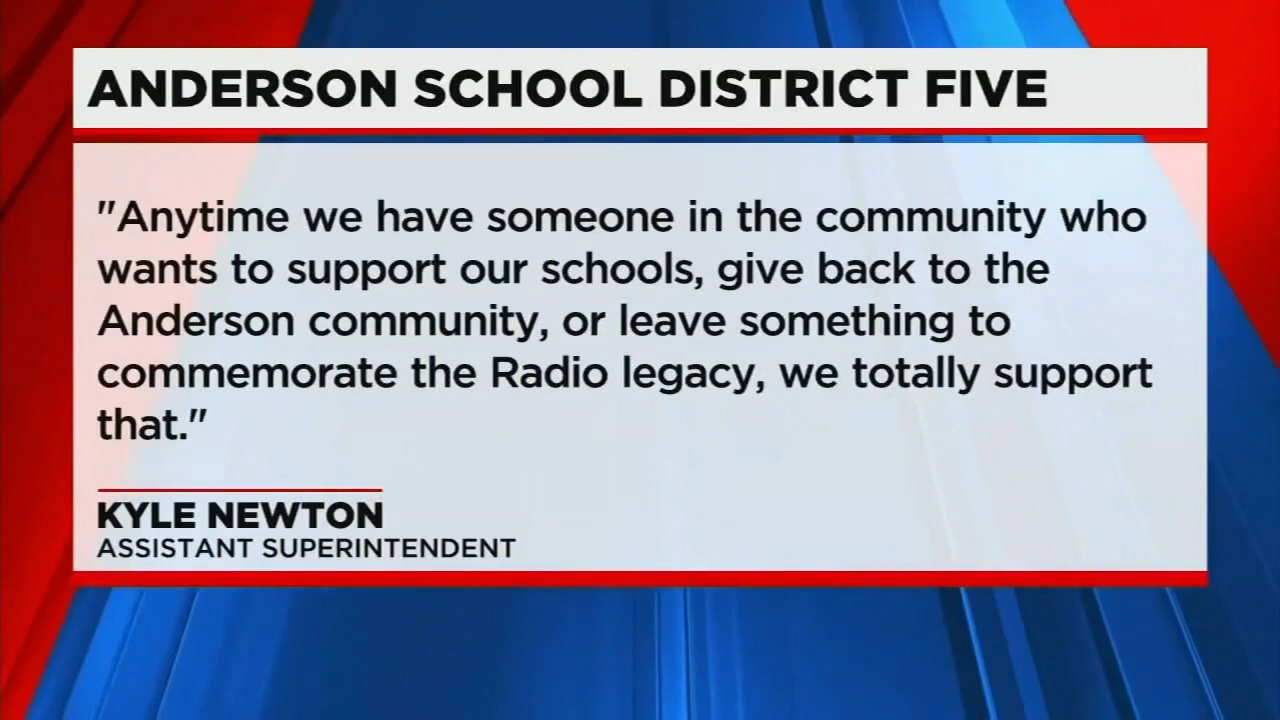 ANDERSON SCHOOL DISTRICT FIVE
"Anytime we have someone in the community who
wants to support our schools, give back to the
Anderson community, or leave something to
commemorate the Radio legacy, we totally support
that."
KYLE NEWTON
ASSISTANT SUPERINTENDENT